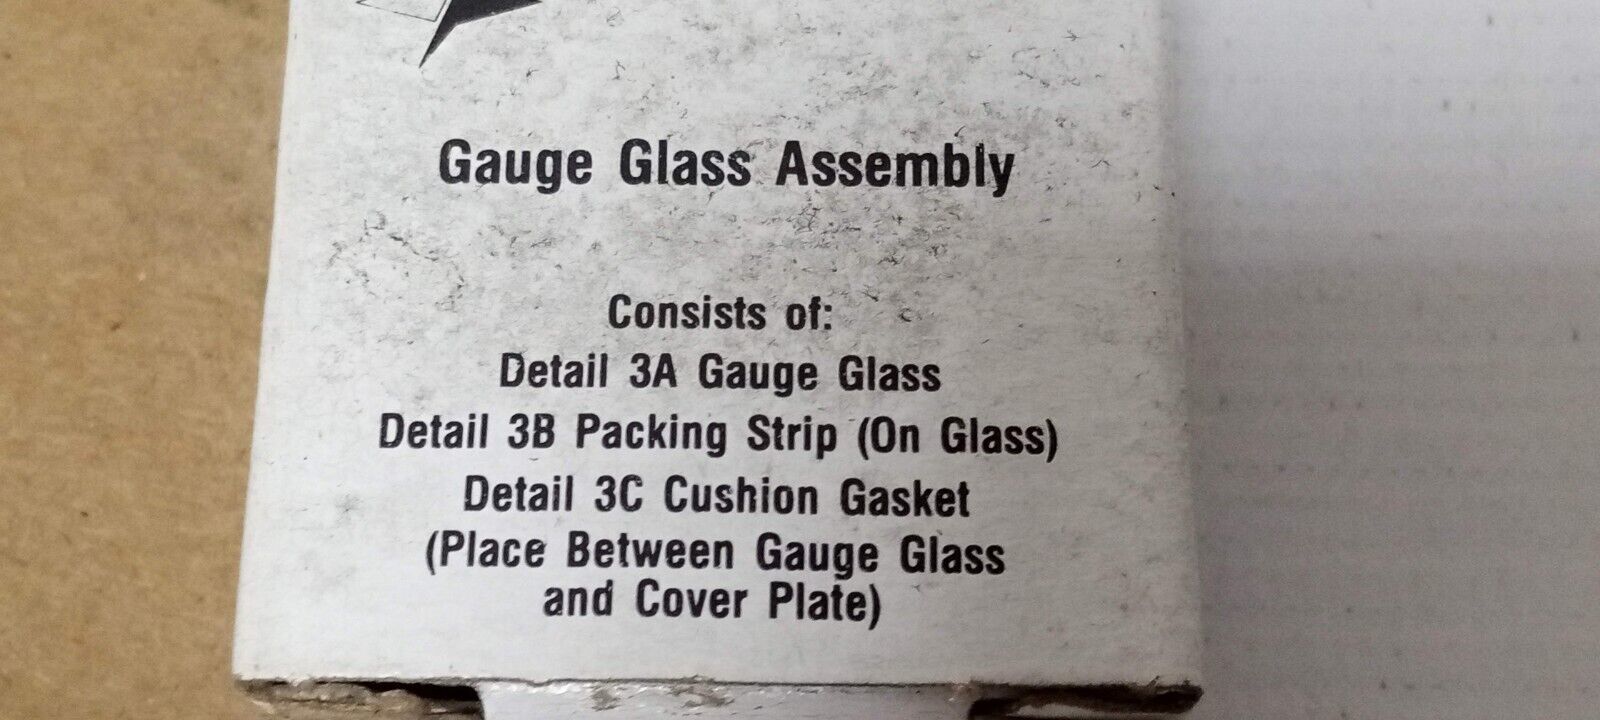 Gauge Glass Assembly
Consists of:
Detail 3A Gauge Glass
Detail 3B Packing Strip (On Glass)
Detail 3C Cushion Gasket
(Place Between Gauge Glass
and Cover Plate)